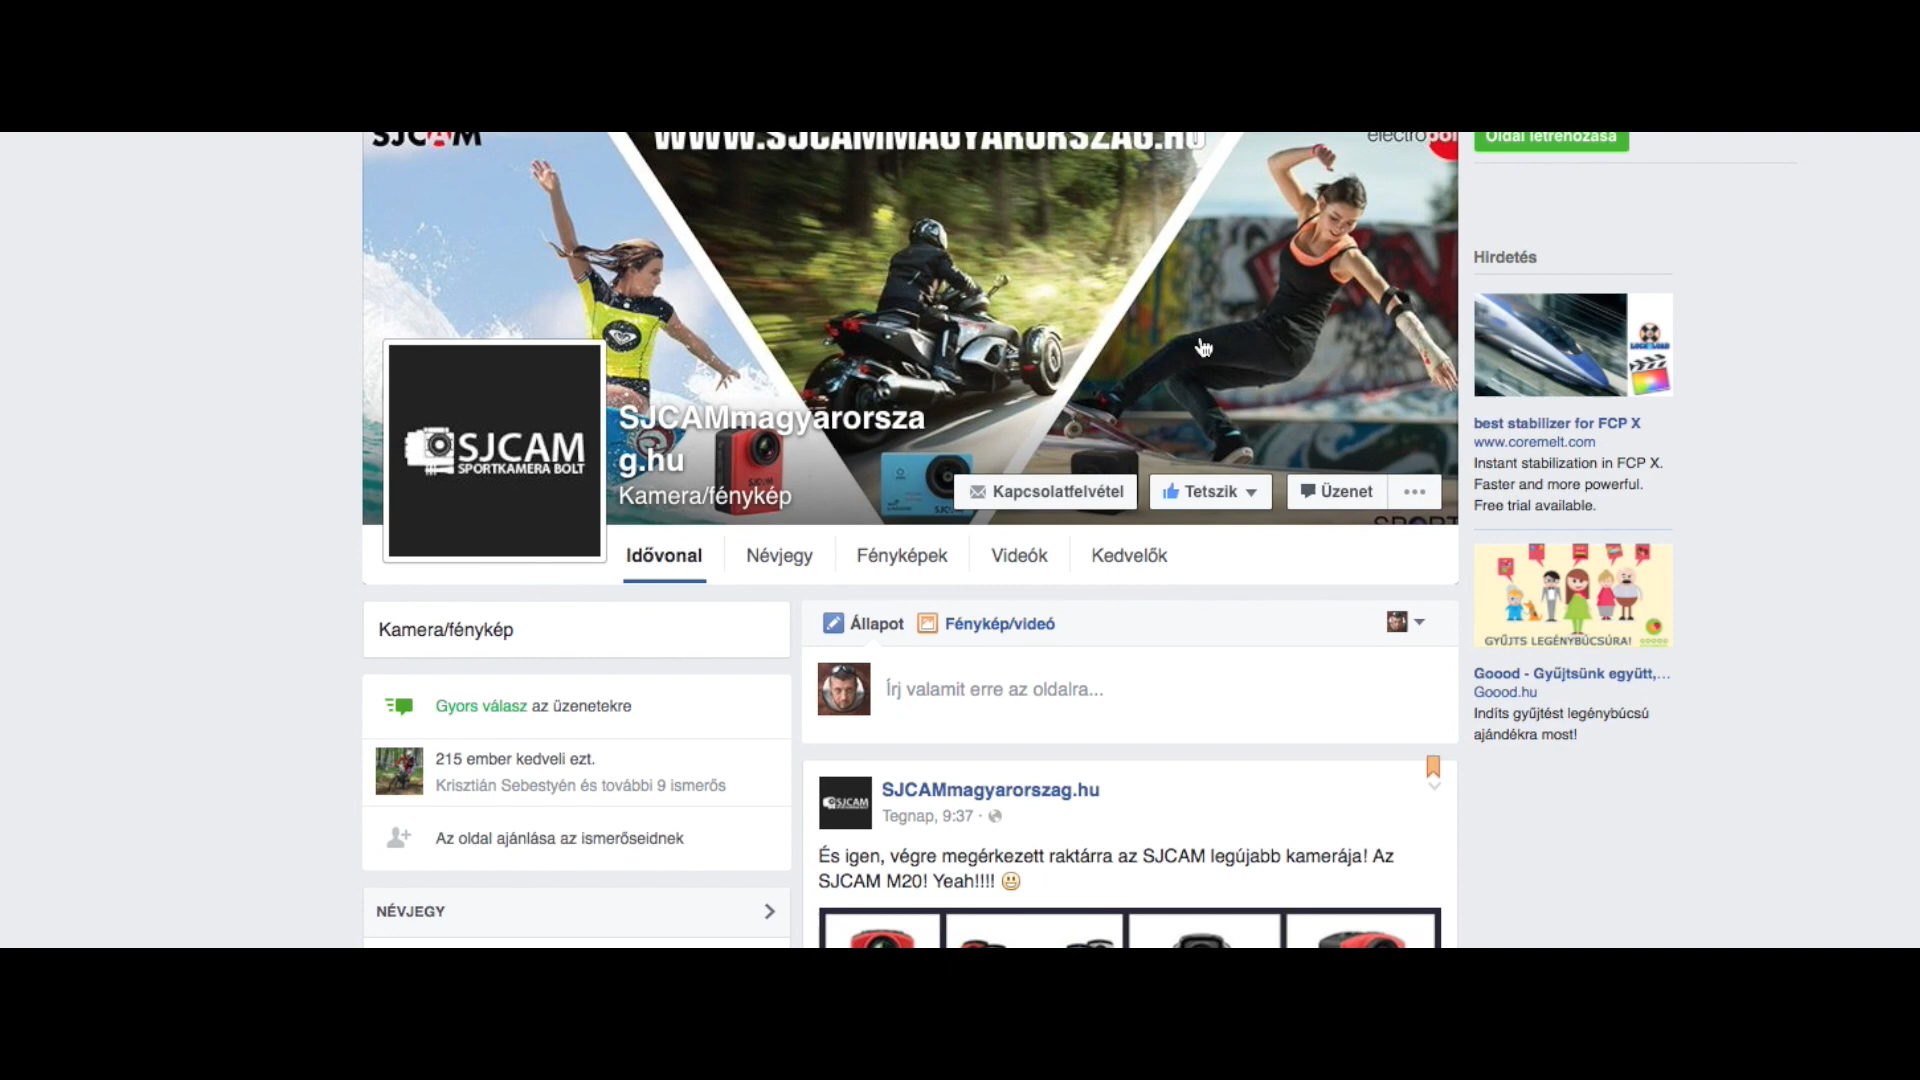 SJCAM
WWW.SJCAMMAGYARORSZAG.HU
electropoint
Oldal létrehozása
Hirdetés
best stabilizer for FCP X
www.coremelt.com
Instant stabilization in FCP X.
Faster and more powerful.
Free trial available.
GYŰJTS LEGÉNYBÚCSÚRA!
Goood - Gyűjtsünk együtt,...
Goood.hu
Indíts gyűjtést legénybúcsú
ajándékra most!
SJCAM
SPORTKAMERA BOLT
SJCAMmagyarorsza
g.hu
Kamera/fénykép
Kapcsolatfelvétel
Tetszik
Üzenet
Idővonal
Névjegy
Fényképek
Videók
Kedvelők
Kamera/fénykép
Gyors válasz az üzenetekre
215 ember kedveli ezt.
Krisztián Sebestyén és további 9 ismerős
Az oldal ajánlása az ismerőseidnek
NÉVJEGY
Állapot
Fénykép/videó
Írj valamit erre az oldalra...
SJCAM
SJCAMmagyarorszag.hu
Tegnap, 9:37
És igen, végre megérkezett raktárra az SJCAM legújabb kamerája! Az
SJCAM M20! Yeah!!!!